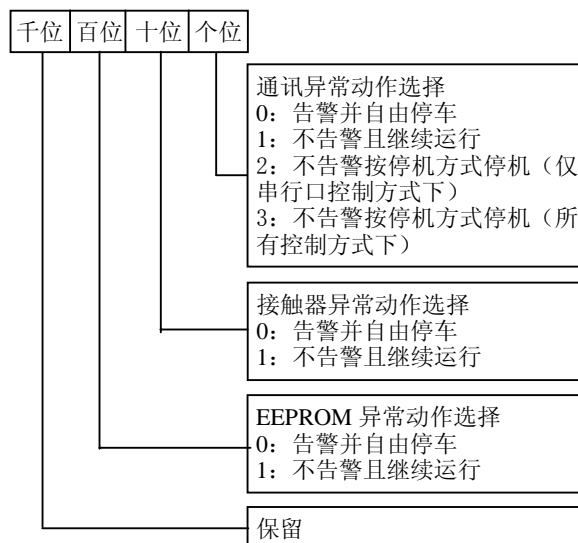 千位 百位 十位 个位
通讯异常动作选择
0：告警并自由停车
1：不告警且继续运行
2：不告警按停机方式停机（仅
串行口控制方式下）
3：不告警按停机方式停机（所
有控制方式下）
接触器异常动作选择
0：告警并自由停车
1：不告警且继续运行
EEPROM 异常动作选择
0：告警并自由停车
1：不告警且继续运行
保留